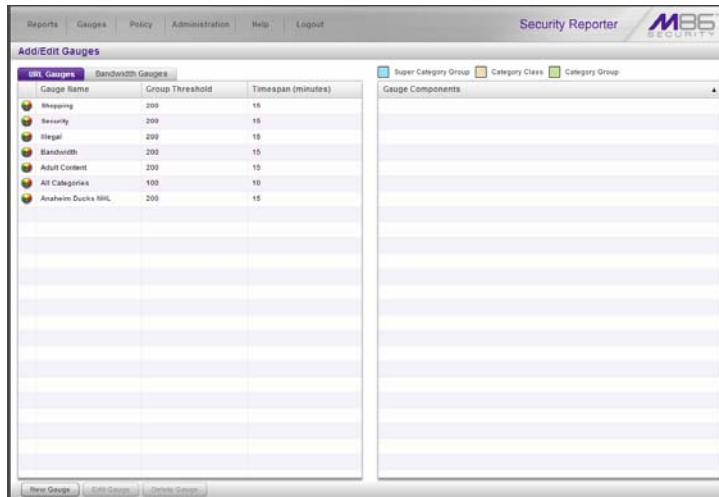 Reports Gauges Policy Administration Help Logout
Security Reporter
M86
SECURITY
Add/Edit Gauges
URL Gauges Bandwidth Gauges
Gauge Name Group Threshold Timespan (minutes)
Shopping 200 15
Security 200 15
Illegal 200 15
Bandwidth 200 15
Adult Content 200 15
All Categories 100 10
Anaheim Ducks NHL 200 15
Super Category Group Category Class Category Group
Gauge Components
New Gauge Edit Gauge Delete Gauge